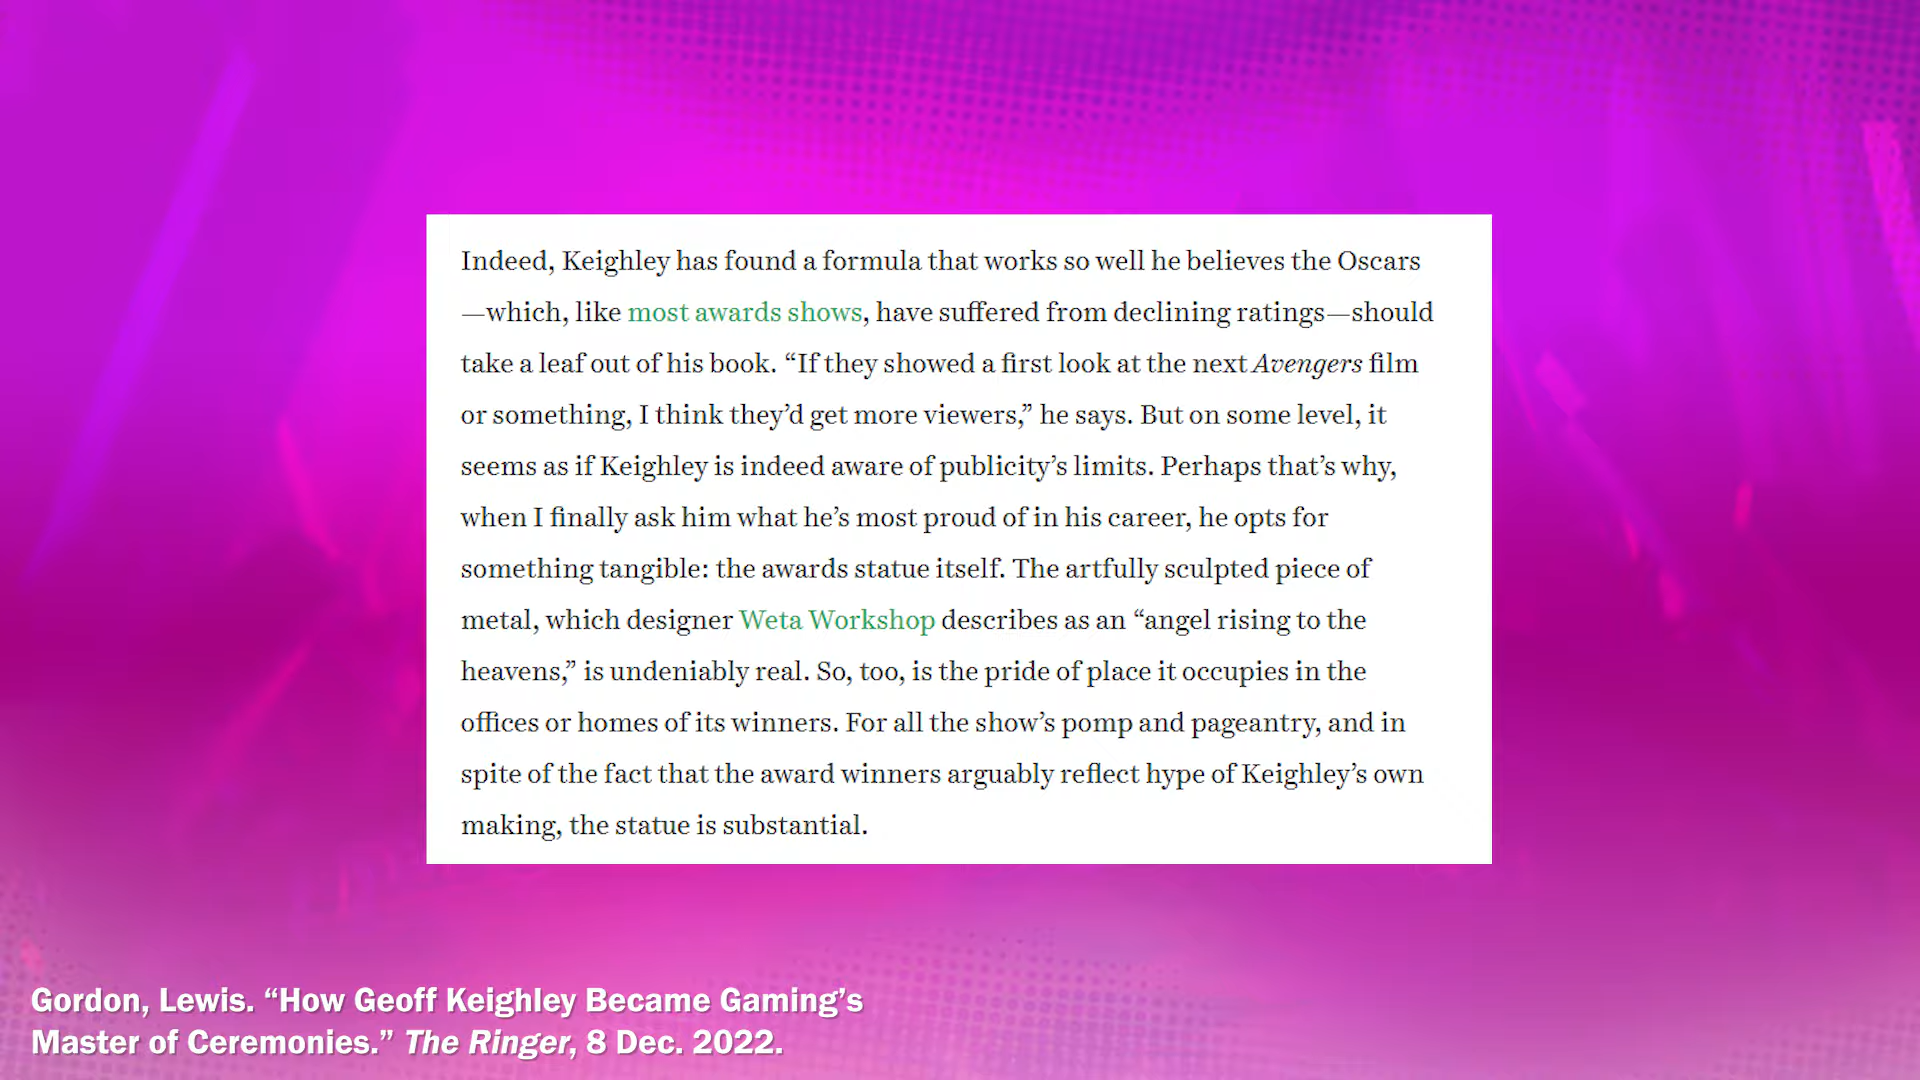 Indeed, Keighley has found a formula that works so well he believes the Oscars
—which, like most awards shows, have suffered from declining ratings—should
take a leaf out of his book. “If they showed a first look at the next Avengers film
or something, I think they’d get more viewers,” he says. But on some level, it
seems as if Keighley is indeed aware of publicity’s limits. Perhaps that’s why,
when I finally ask him what he’s most proud of in his career, he opts for
something tangible: the awards statue itself. The artfully sculpted piece of
metal, which designer Weta Workshop describes as an “angel rising to the
heavens,” is undeniably real. So, too, is the pride of place it occupies in the
offices or homes of its winners. For all the show’s pomp and pageantry, and in
spite of the fact that the award winners arguably reflect hype of Keighley’s own
making, the statue is substantial.
Gordon, Lewis. “How Geoff Keighley Became Gaming’s
Master of Ceremonies.” The Ringer, 8 Dec. 2022.